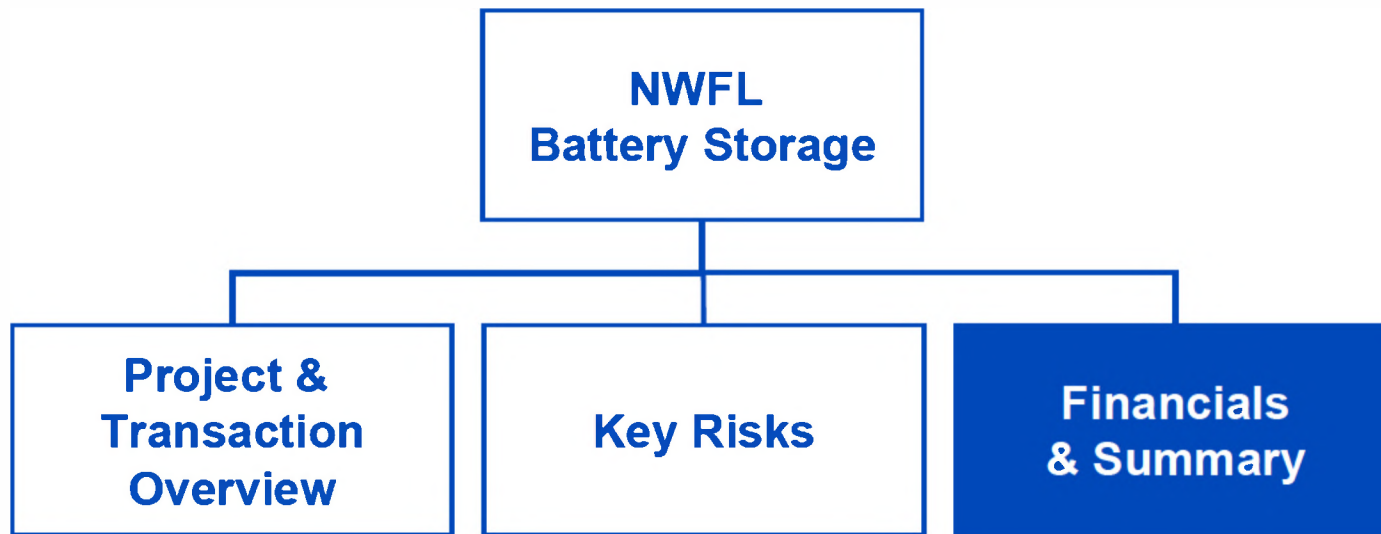 NWFL
Battery Storage
Project &
Transaction
Overview
Key Risks
Financials
& Summary